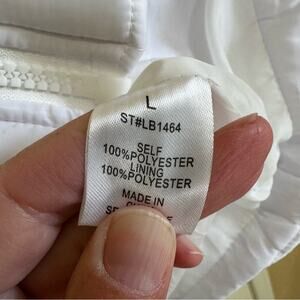 L
ST#LB1464
SELF
100%POLYESTER
LINING
100%POLYESTER
MADE IN